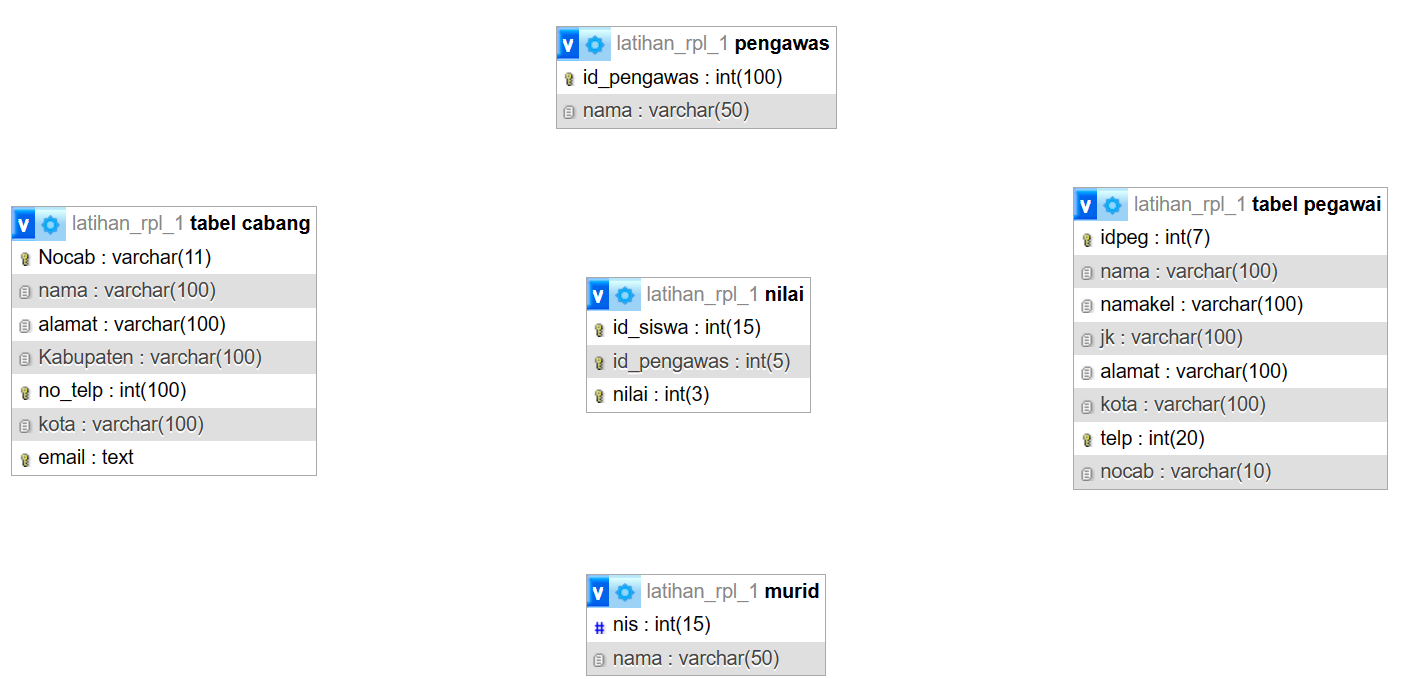 latihan_rpl_1 pengawas
id_pengawas : int(100)
nama : varchar(50)
latihan_rpl_1 tabel cabang
Nocab : varchar(11)
nama : varchar(100)
alamat : varchar(100)
Kabupaten : varchar(100)
no_telp : int(100)
kota : varchar(100)
email : text
latihan_rpl_1 nilai
id_siswa : int(15)
id_pengawas : int(5)
nilai : int(3)
latihan_rpl_1 tabel pegawai
idpeg : int(7)
nama : varchar(100)
namakel : varchar(100)
jk : varchar(100)
alamat : varchar(100)
kota : varchar(100)
telp : int(20)
nocab : varchar(10)
latihan_rpl_1 murid
# nis : int(15)
nama : varchar(50)